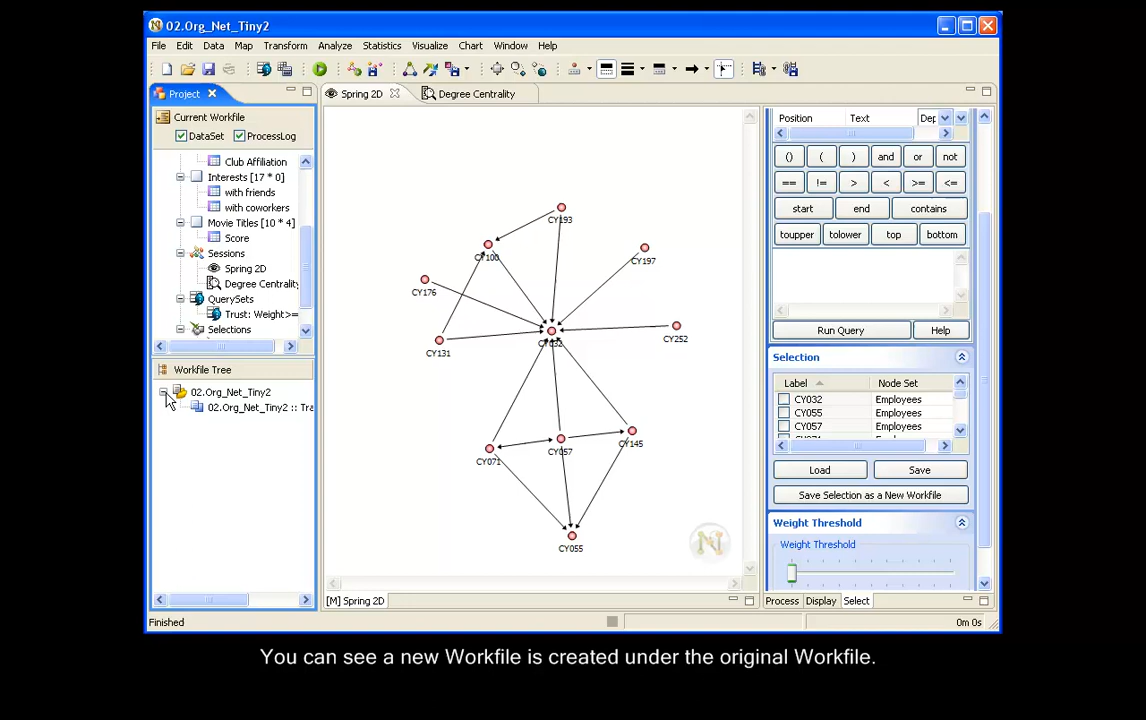 02.Org_Net_Tiny2
File Edit Data Map Transform Analyze Statistics Visualize Chart Window Help
Project
Spring 2D
Degree Centrality
Current Workfile
DataSet
ProcessLog
Club Affiliation
Interests [17 * 0]
with friends
with coworkers
Movie Titles [10 * 4]
Score
Sessions
Spring 2D
Degree Centrality
QuerySets
Trust: Weight>=
Selections
Workfile Tree
02.Org_Net_Tiny2
02.Org_Net_Tiny2 :: Tra
CY193
CY100
CY197
CY176
CY032
CY252
CY131
CY145
CY071
CY057
CY055
[M] Spring 2D
Position Text Dep
() ( ) and or not
== != > < >= <=
start end contains
toupper tolower top bottom
Run Query Help
Selection
Label Node Set
CY032 Employees
CY055 Employees
CY057 Employees
Load Save
Save Selection as a New Workfile
Weight Threshold
Weight Threshold
Process Display Select
Finished
0m 0s
You can see a new Workfile is created under the original Workfile.